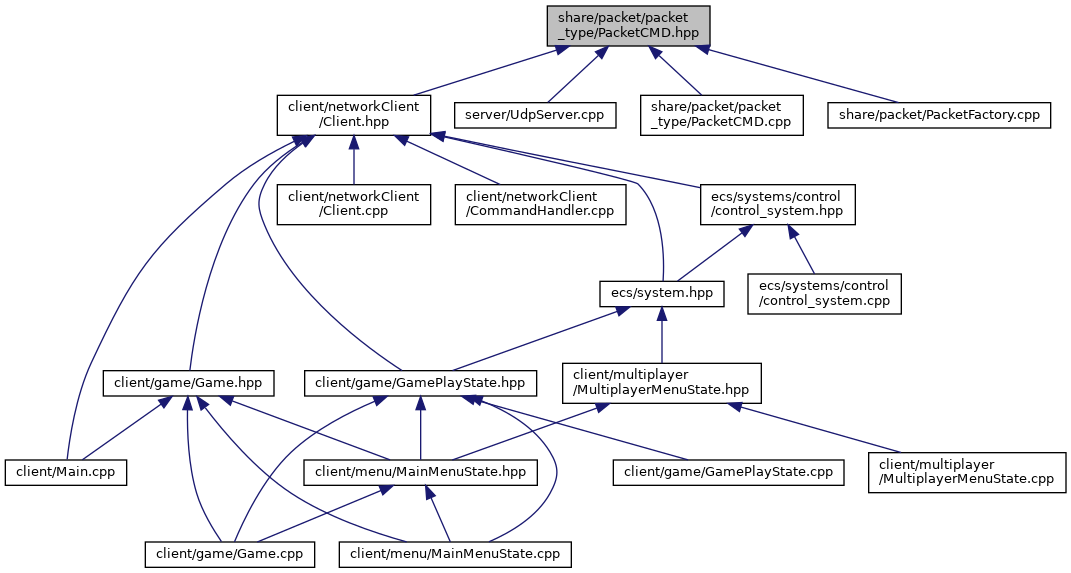 share/packet/packet
_type/PacketCMD.hpp
client/networkClient
/Client.hpp
server/UdpServer.cpp
share/packet/packet
_type/PacketCMD.cpp
share/packet/PacketFactory.cpp
client/networkClient
/Client.cpp
client/networkClient
/CommandHandler.cpp
ecs/systems/control
/control_system.hpp
ecs/system.hpp
ecs/systems/control
/control_system.cpp
client/game/Game.hpp
client/game/GamePlayState.hpp
client/multiplayer
/MultiplayerMenuState.hpp
client/Main.cpp
client/menu/MainMenuState.hpp
client/game/GamePlayState.cpp
client/multiplayer
/MultiplayerMenuState.cpp
client/game/Game.cpp
client/menu/MainMenuState.cpp